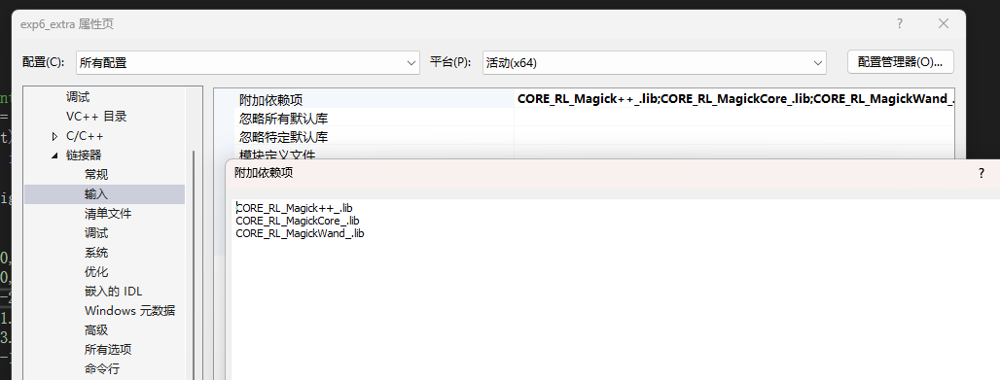 exp6_extra 属性页
?
配置(C):
所有配置
平台(P):
活动(x64)
配置管理器(O)...
调试
VC++ 目录
C/C++
链接器
常规
输入
清单文件
调试
系统
优化
嵌入的 IDL
Windows 元数据
高级
所有选项
命令行
附加依赖项
CORE_RL_Magick++_.lib;CORE_RL_MagickCore_.lib;CORE_RL_MagickWand_.
忽略所有默认库
忽略特定默认库
模块定义文件
附加依赖项
?
CORE_RL_Magick++_.lib
CORE_RL_MagickCore_.lib
CORE_RL_MagickWand_.lib